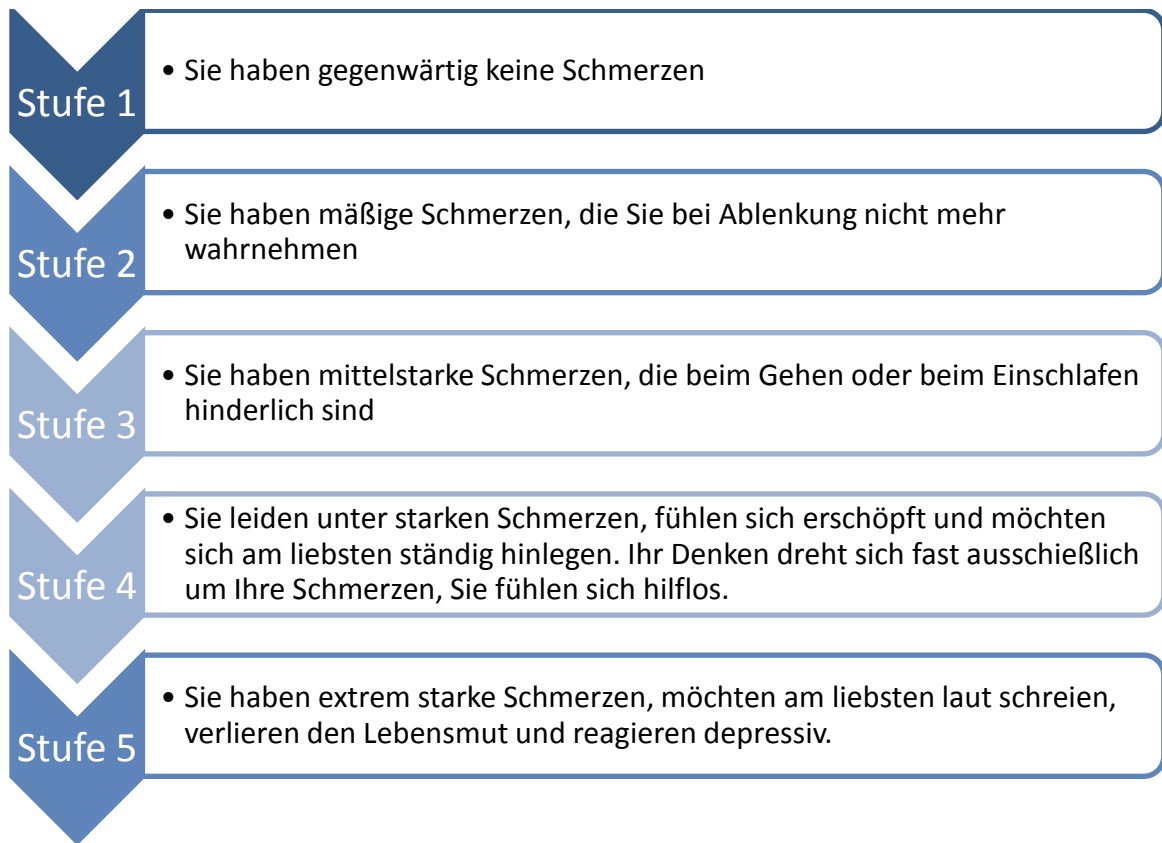 Stufe 1
• Sie haben gegenwärtig keine Schmerzen
Stufe 2
• Sie haben mäßige Schmerzen, die Sie bei Ablenkung nicht mehr
wahrnehmen
Stufe 3
• Sie haben mittelstarke Schmerzen, die beim Gehen oder beim Einschlafen
hinderlich sind
Stufe 4
• Sie leiden unter starken Schmerzen, fühlen sich erschöpft und möchten
sich am liebsten ständig hinlegen. Ihr Denken dreht sich fast ausschießlich
um Ihre Schmerzen, Sie fühlen sich hilflos.
Stufe 5
• Sie haben extrem starke Schmerzen, möchten am liebsten laut schreien,
verlieren den Lebensmut und reagieren depressiv.